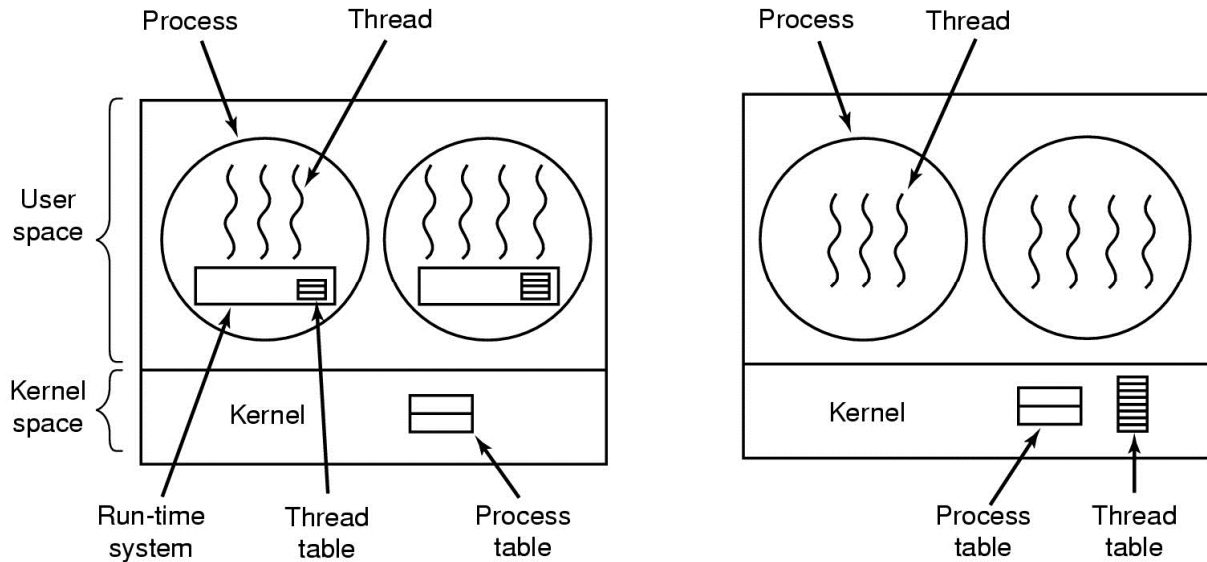 Process
Thread
User
space
Kernel
space
Kernel
Run-time
system
Thread
table
Process
table
Process
Thread
Kernel
Process
table
Thread
table